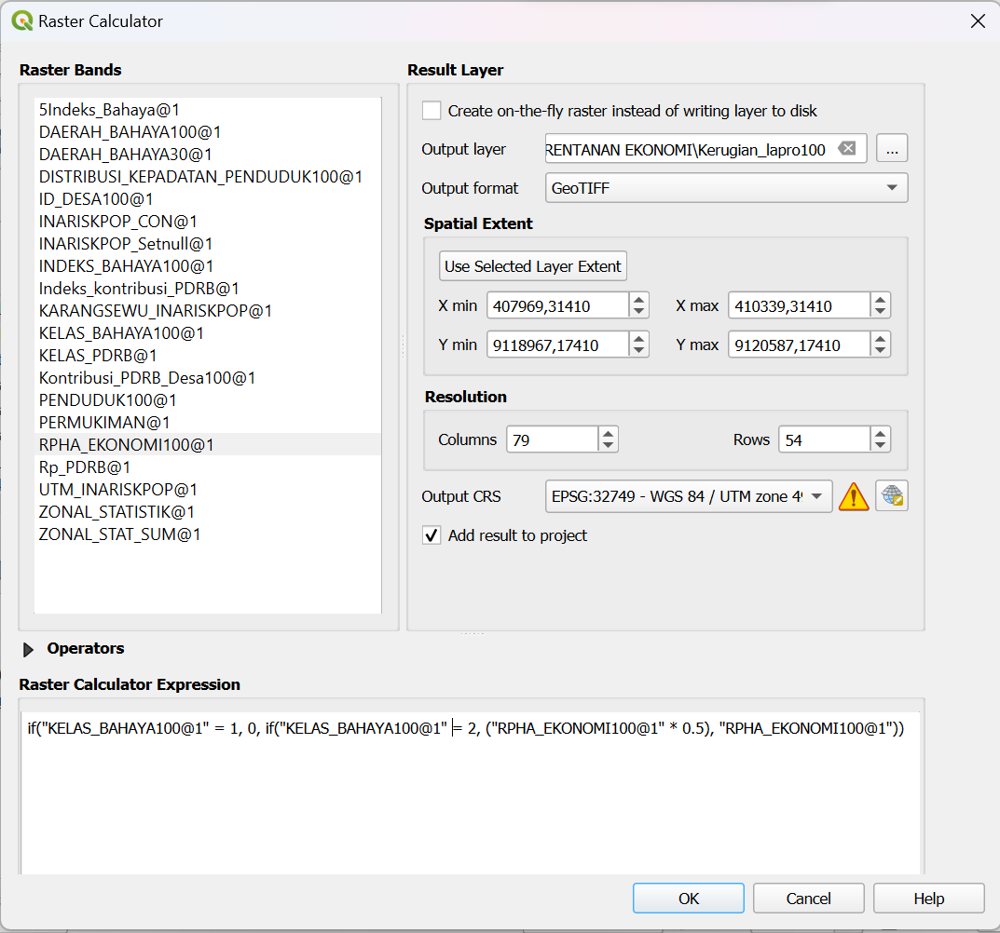 Raster Calculator
Raster Bands
5Indeks_Bahaya@1
DAERAH_BAHAYA100@1
DAERAH_BAHAYA30@1
DISTRIBUSI_KEPADATAN_PENDUDUK100@1
ID_DESA100@1
INARISKPOP_CON@1
INARISKPOP_Setnull@1
INDEKS_BAHAYA100@1
Indeks_kontribusi_PDRB@1
KARANGSEWU_INARISKPOP@1
KELAS_BAHAYA100@1
KELAS_PDRB@1
Kontribusi_PDRB_Desa100@1
PENDUDUK100@1
PERMUKIMAN@1
RPHA_EKONOMI100@1
Rp_PDRB@1
UTM_INARISKPOP@1
ZONAL_STATISTIK@1
ZONAL_STAT_SUM@1
Result Layer
Create on-the-fly raster instead of writing layer to disk
Output layer RENTANAN EKONOMI\Kerugian_lapro100 ...
Output format GeoTIFF
Spatial Extent
Use Selected Layer Extent
X min 407969,31410 X max 410339,31410
Y min 9118967,17410 Y max 9120587,17410
Resolution
Columns 79 Rows 54
Output CRS EPSG:32749 - WGS 84 / UTM zone 49
Add result to project
Operators
Raster Calculator Expression
if("KELAS_BAHAYA100@1" = 1, 0, if("KELAS_BAHAYA100@1" = 2, ("RPHA_EKONOMI100@1" * 0.5), "RPHA_EKONOMI100@1"))
OK Cancel Help